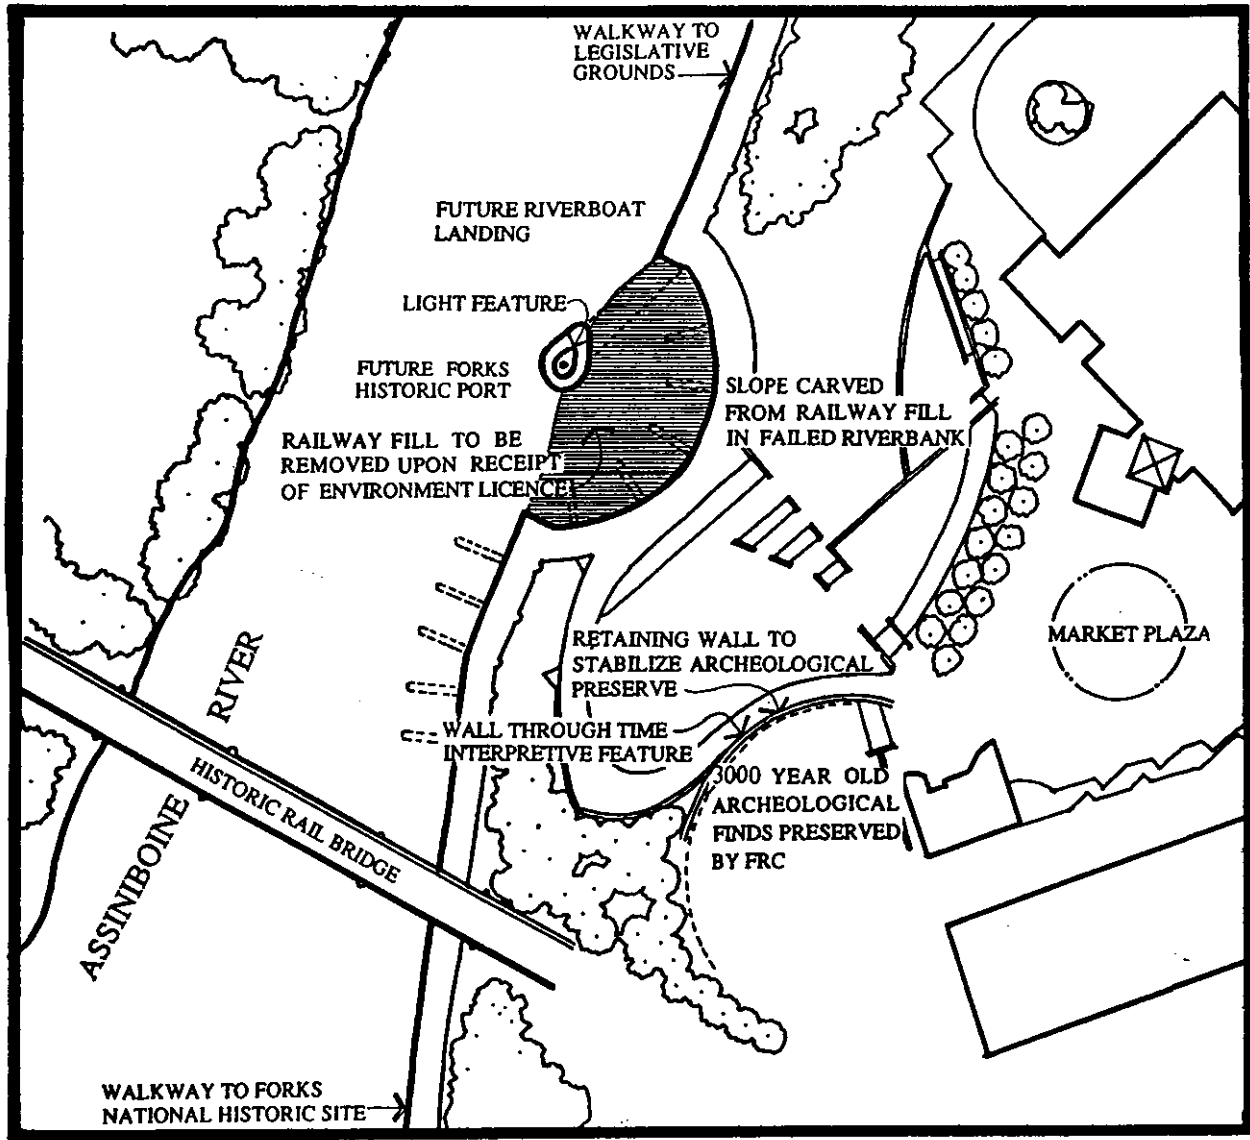 WALKWAY TO
LEGISLATIVE
GROUNDS
FUTURE RIVERBOAT
LANDING
LIGHT FEATURE
FUTURE FORKS
HISTORIC PORT
SLOPE CARVED
FROM RAILWAY FILL
IN FAILED RIVERBANK
RAILWAY FILL TO BE
REMOVED UPON RECEIPT
OF ENVIRONMENT LICENCE
RETAINING WALL TO
STABILIZE ARCHEOLOGICAL
PRESERVE
MARKET PLAZA
WALL THROUGH TIME
INTERPRETIVE FEATURE
3000 YEAR OLD
ARCHEOLOGICAL
FINDS PRESERVED
BY FRC
ASSINIBOINE RIVER
HISTORIC RAIL BRIDGE
WALKWAY TO FORKS
NATIONAL HISTORIC SITE